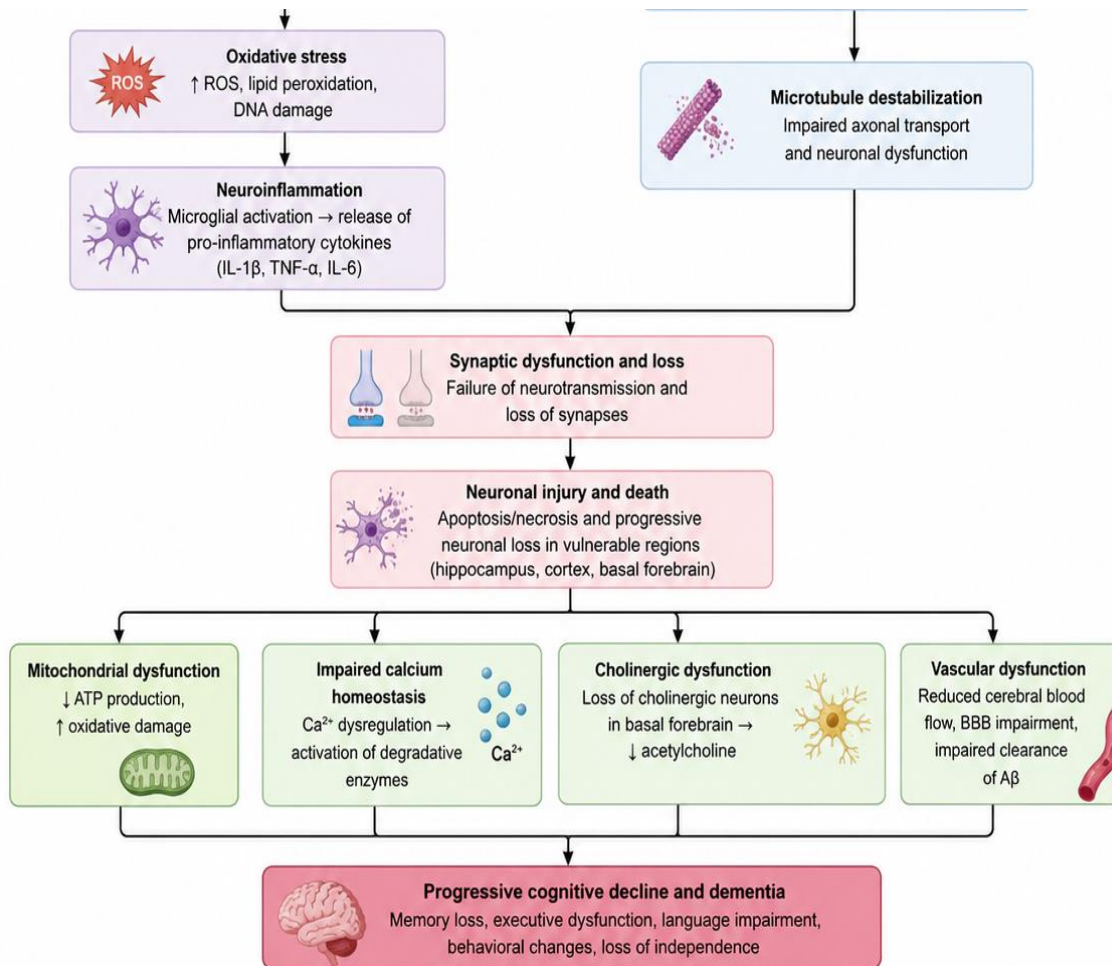 Oxidative stress
ROS
↑ ROS, lipid peroxidation,
DNA damage
Microtubule destabilization
Impaired axonal transport
and neuronal dysfunction
Neuroinflammation
Microglial activation → release of
pro-inflammatory cytokines
(IL-1β, TNF-α, IL-6)
Synaptic dysfunction and loss
Failure of neurotransmission and
loss of synapses
Neuronal injury and death
Apoptosis/necrosis and progressive
neuronal loss in vulnerable regions
(hippocampus, cortex, basal forebrain)
Mitochondrial dysfunction
↓ ATP production,
↑ oxidative damage
Impaired calcium
homeostasis
Ca²⁺ dysregulation →
activation of degradative
enzymes
Ca²⁺
Cholinergic dysfunction
Loss of cholinergic neurons
in basal forebrain →
↓ acetylcholine
Vascular dysfunction
Reduced cerebral blood
flow, BBB impairment,
impaired clearance
of Aβ
Progressive cognitive decline and dementia
Memory loss, executive dysfunction, language impairment,
behavioral changes, loss of independence